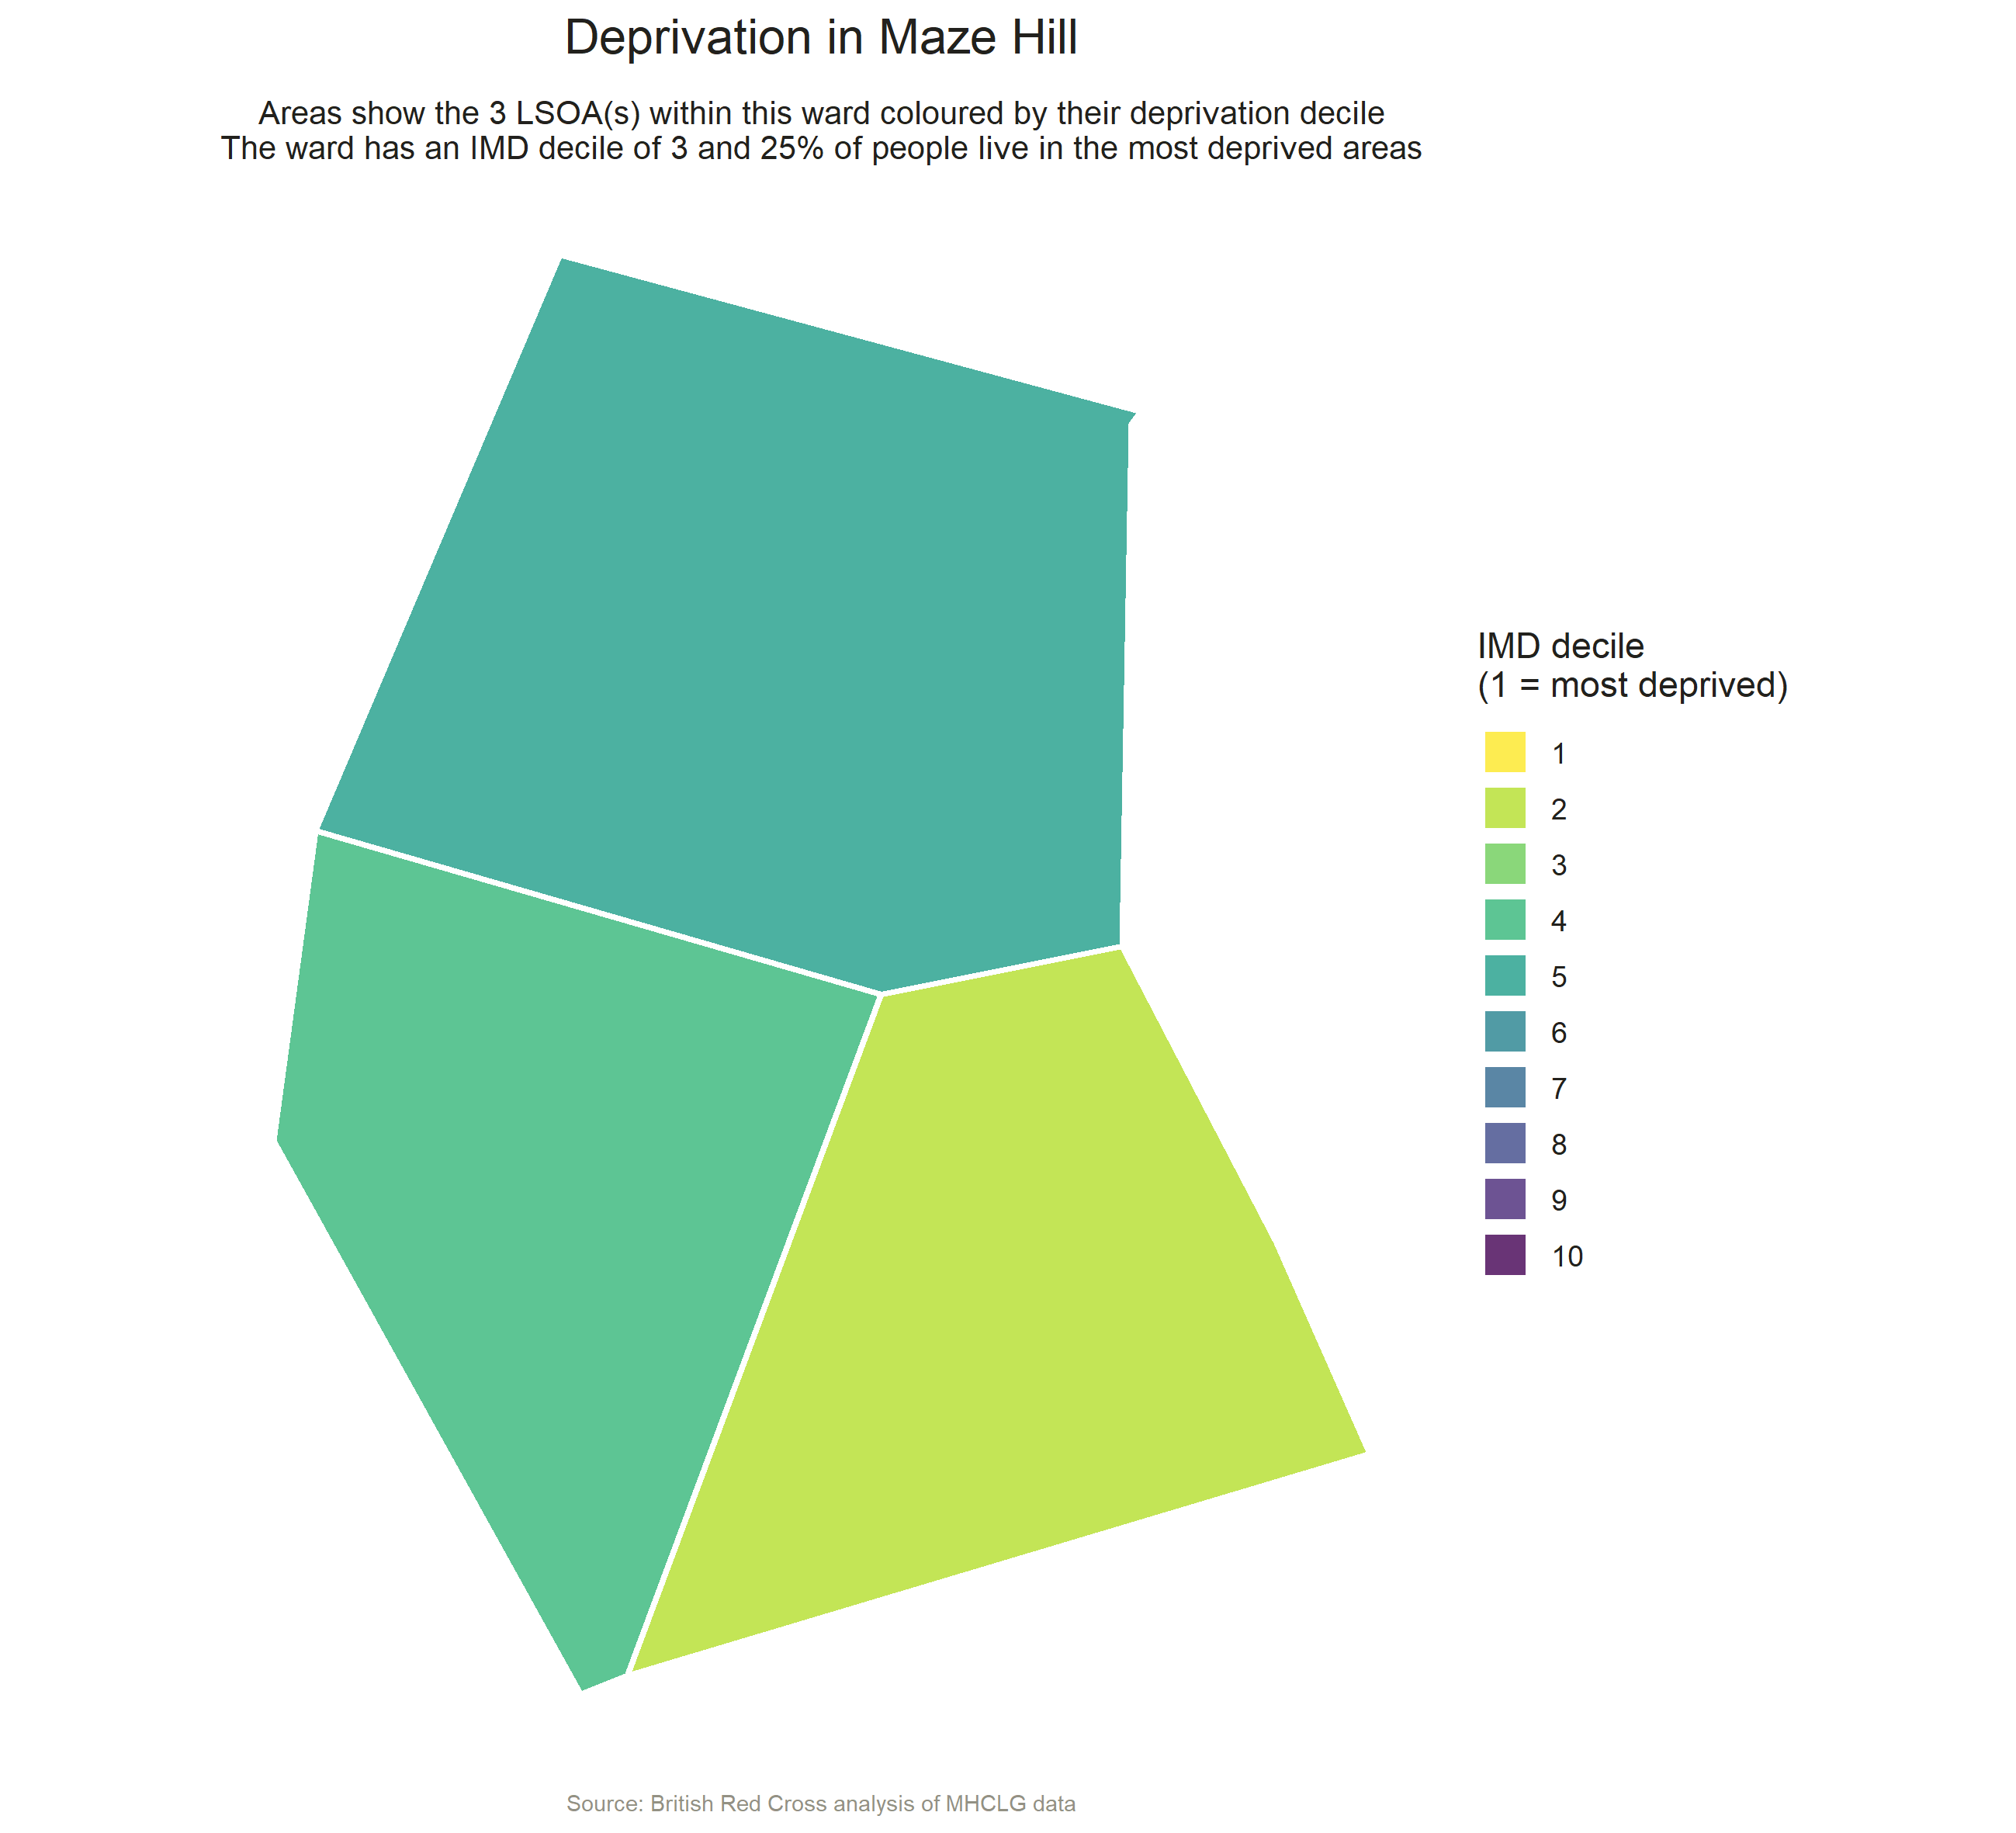 Deprivation in Maze Hill
Areas show the 3 LSOA(s) within this ward coloured by their deprivation decile
The ward has an IMD decile of 3 and 25% of people live in the most deprived areas
IMD decile
(1 = most deprived)
1
2
3
4
5
6
7
8
9
10
Source: British Red Cross analysis of MHCLG data